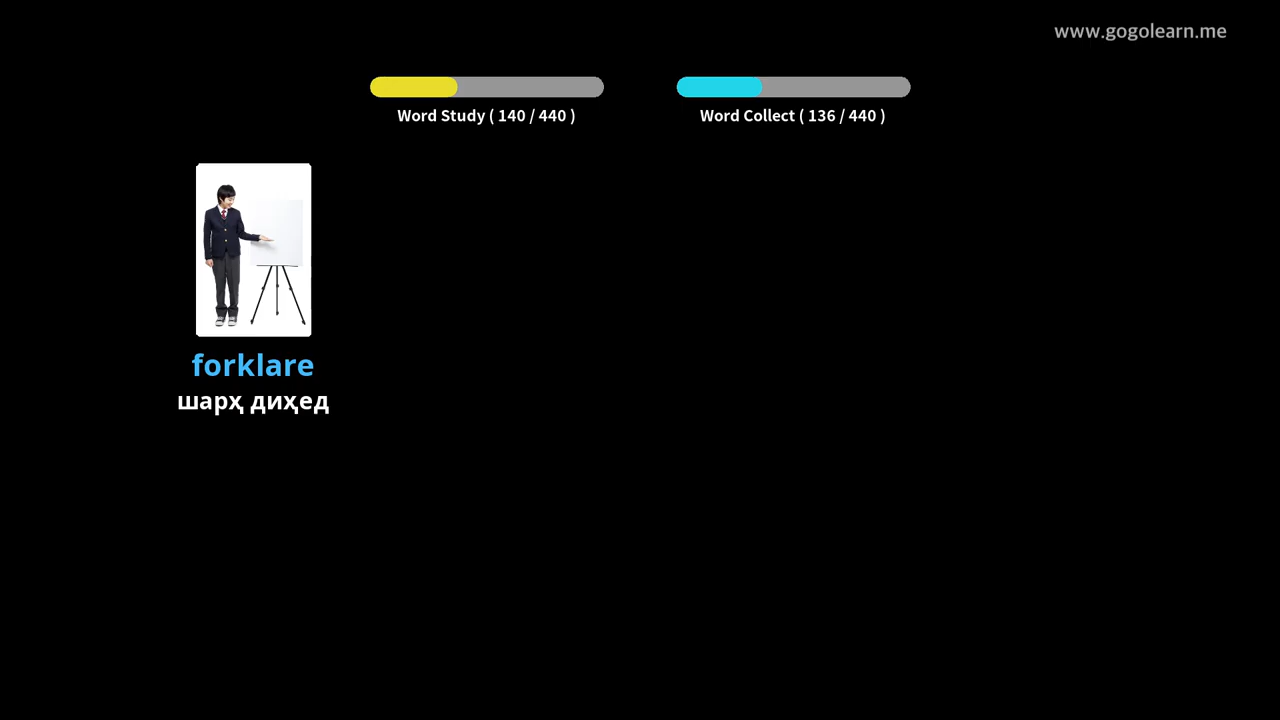 www.gogolearn.me
Word Study ( 140 / 440 )
Word Collect ( 136 / 440 )
forklare
шарҳ диҳед